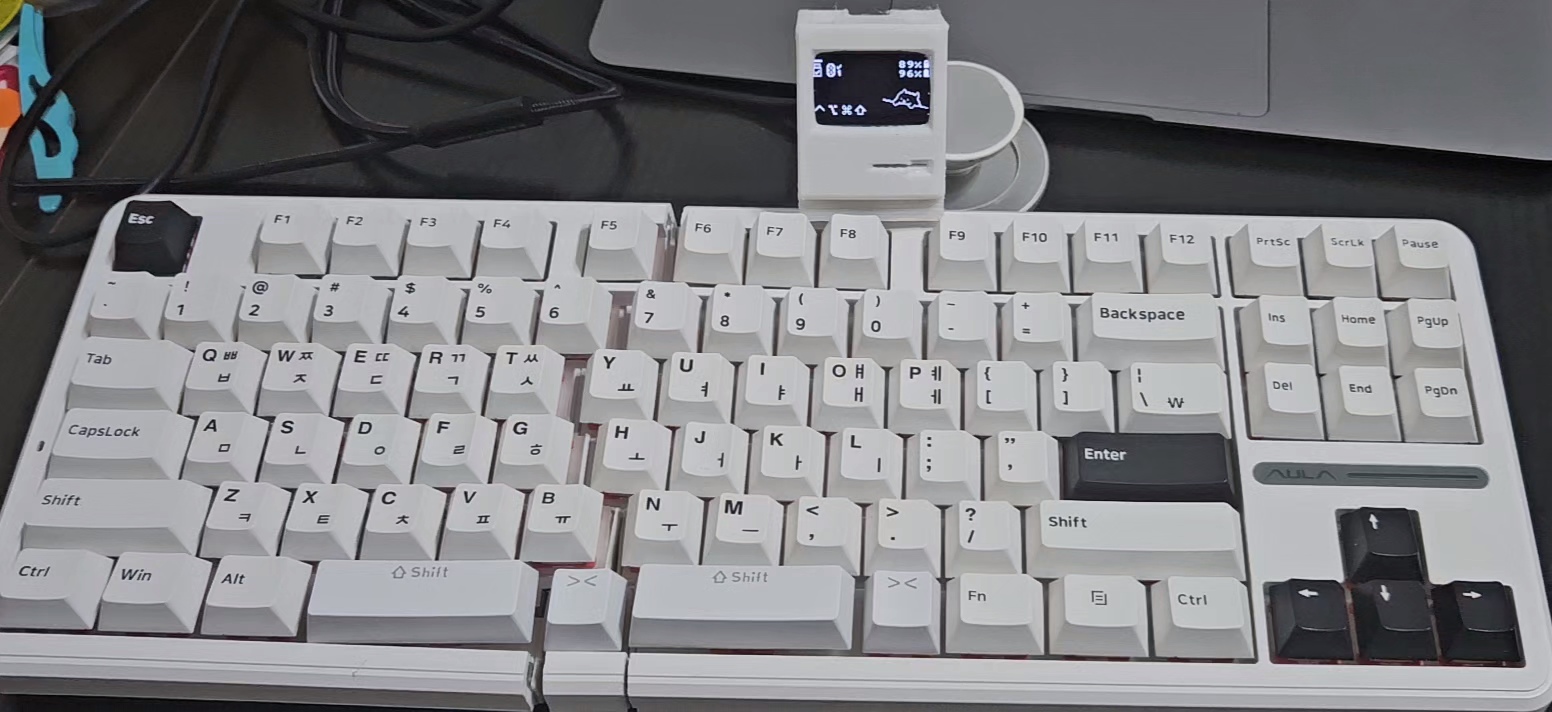 89%
96%
^⌥⌘⇧
Esc F1 F2 F3 F4 F5 F6 F7 F8 F9 F10 F11 F12 PrtSc ScrLk Pause
~ ! @ # $ % ^ & * ( ) _ +
` 1 2 3 4 5 6 7 8 9 0 - = Backspace Ins Home PgUp
Tab Q ㅃ W ㅉ E ㄸ R ㄲ T ㅆ Y U I O ㅒ P ㅖ { } ¦
ㅂ ㅈ ㄷ ㄱ ㅅ ㅛ ㅕ ㅑ ㅐ ㅔ [ ] \ ₩ Del End PgDn
CapsLock A S D F G H J K L : " Enter
ㅁ ㄴ ㅇ ㄹ ㅎ ㅗ ㅓ ㅏ ㅣ ; ' AULA
Shift Z X C V B N M < > ? Shift ↑
ㅋ ㅌ ㅊ ㅍ ㅠ ㅜ ㅡ , . /
Ctrl Win Alt ⇧ Shift >< ⇧ Shift >< Fn Ctrl ← ↓ →